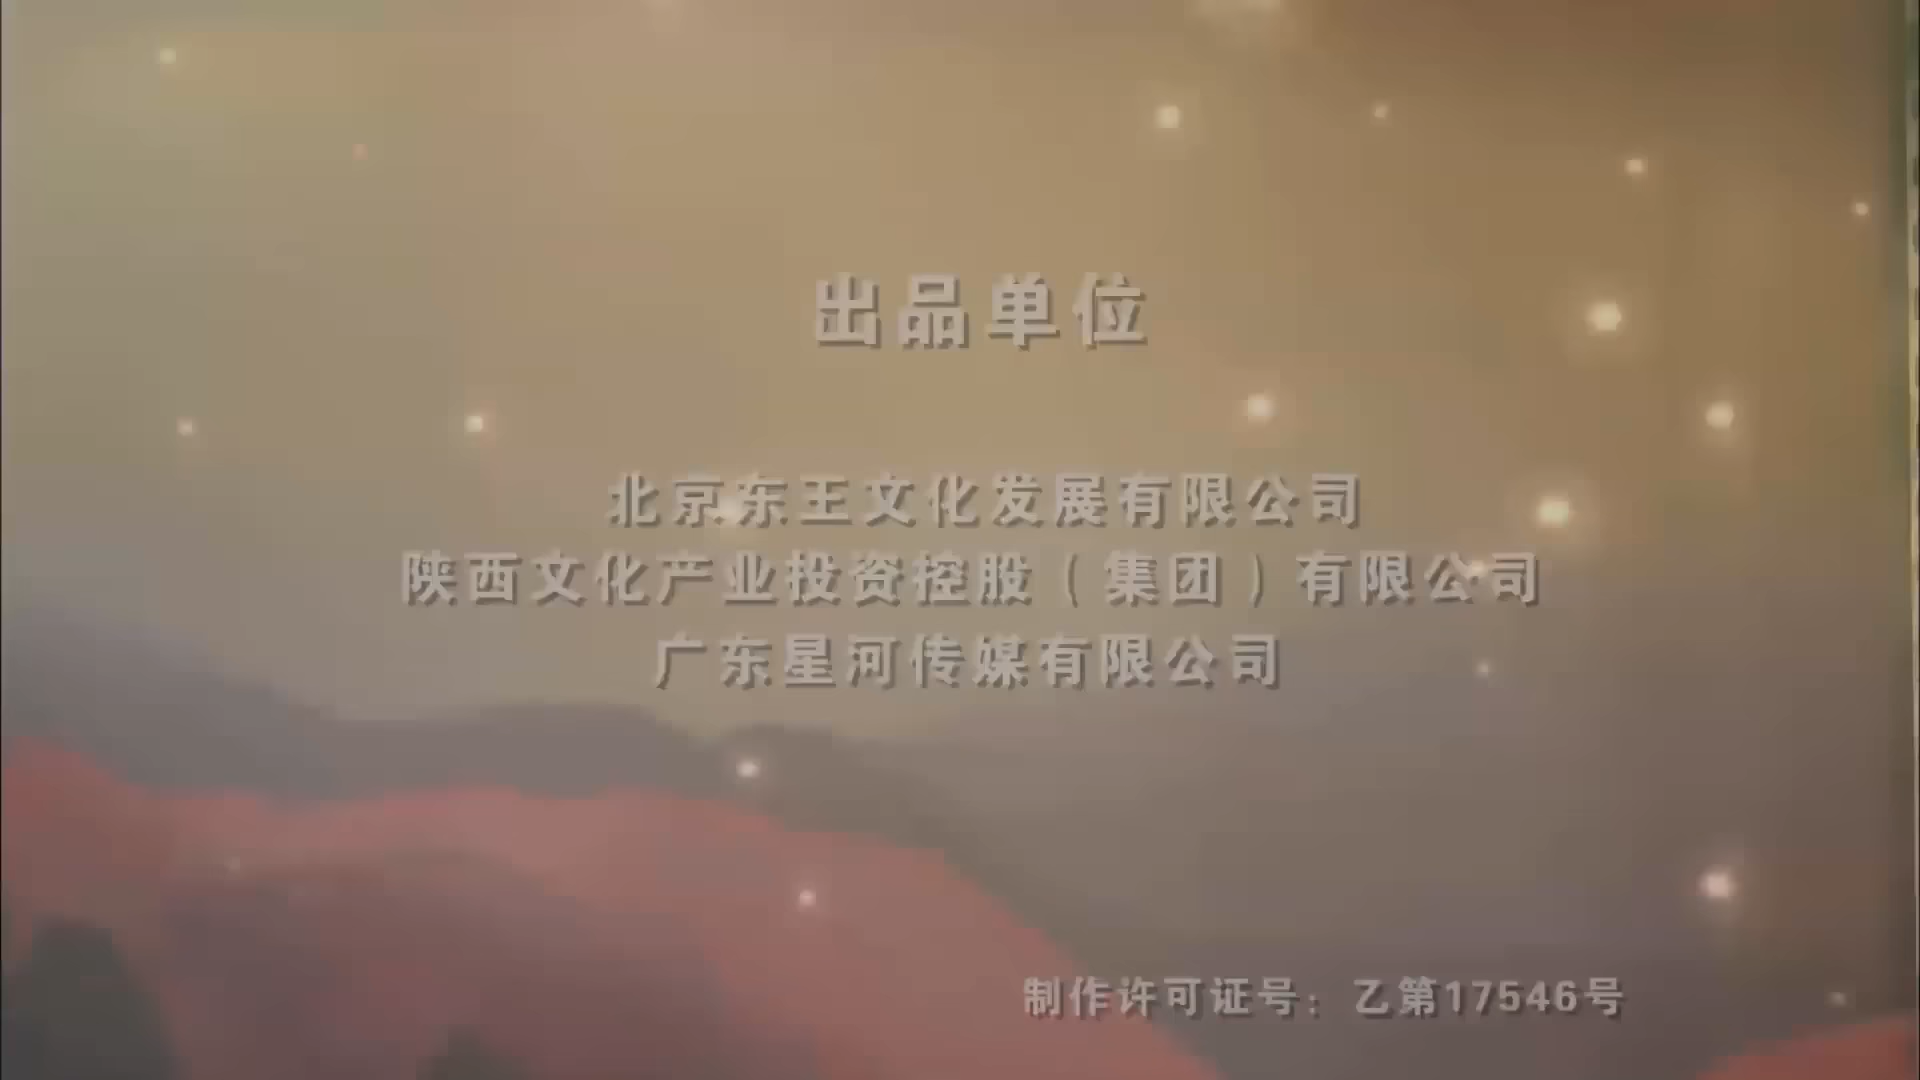 出品单位
北京东王文化发展有限公司
陕西文化产业投资控股（集团）有限公司
广东星河传媒有限公司
制作许可证号：乙第17546号